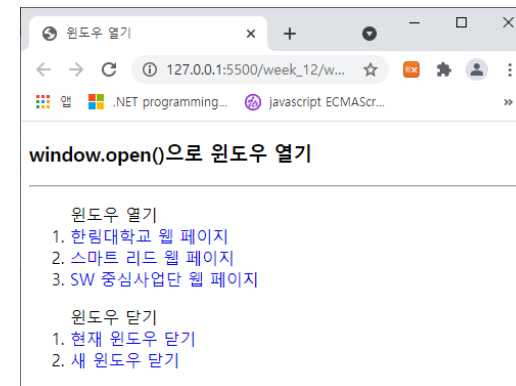 윈도우 열기
127.0.0.1:5500/week_12/w...
앱 .NET programming... javascript ECMAScr...
window.open()으로 윈도우 열기
윈도우 열기
1. 한림대학교 웹 페이지
2. 스마트 리드 웹 페이지
3. SW 중심사업단 웹 페이지
윈도우 닫기
1. 현재 윈도우 닫기
2. 새 윈도우 닫기